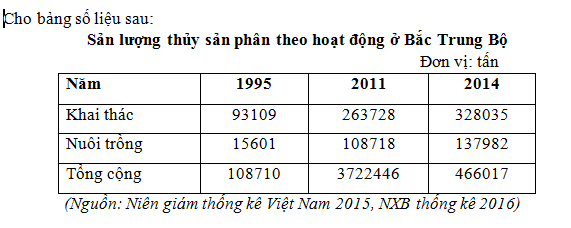 Cho bảng số liệu sau:
Sản lượng thủy sản phân theo hoạt động ở Bắc Trung Bộ
Đơn vị: tấn
Năm 1995 2011 2014
Khai thác 93109 263728 328035
Nuôi trồng 15601 108718 137982
Tổng cộng 108710 3722446 466017
(Nguồn: Niên giám thống kê Việt Nam 2015, NXB thống kê 2016)